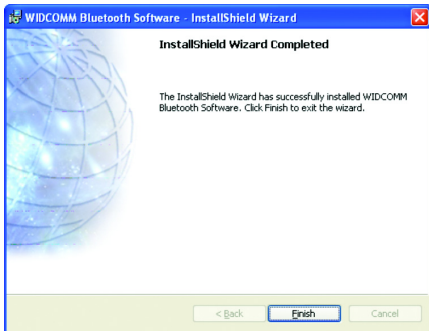 WIDCOMM Bluetooth Software - InstallShield Wizard
InstallShield Wizard Completed
The InstallShield Wizard has successfully installed WIDCOMM
Bluetooth Software. Click Finish to exit the wizard.
< Back
Finish
Cancel